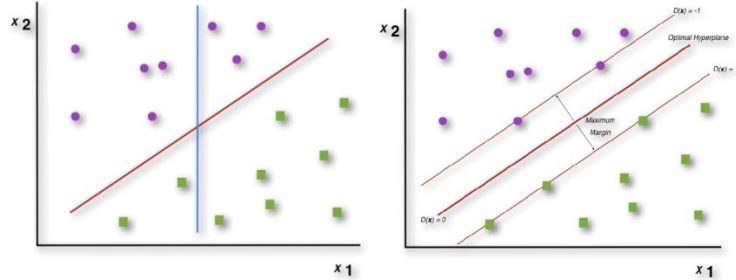 x 2
x 1
x 2
D(x) = -1
Optimal Hyperplane
D(x) =
Maximum
Margin
D(x) = 0
x 1